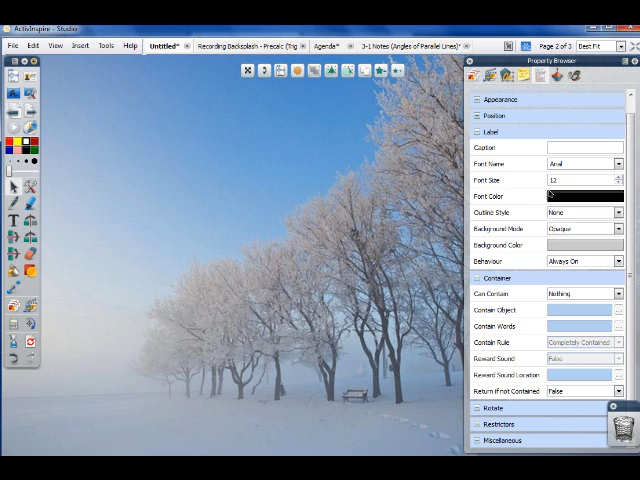 ActivInspire - Studio
File Edit View Insert Tools Help Untitled* Recording Backsplash - Precalc (Trig Agenda* 3-1 Notes (Angles of Parallel Lines)* Page 2 of 3 Best Fit
Property Browser
Appearance
Position
Label
Caption
Font Name Arial
Font Size 12
Font Color
Outline Style None
Background Mode Opaque
Background Color
Behaviour Always On
Container
Can Contain Nothing
Contain Object
Contain Words
Contain Rule Completely Contained
Reward Sound False
Reward Sound Location
Return if not Contained False
Rotate
Restrictors
Miscellaneous